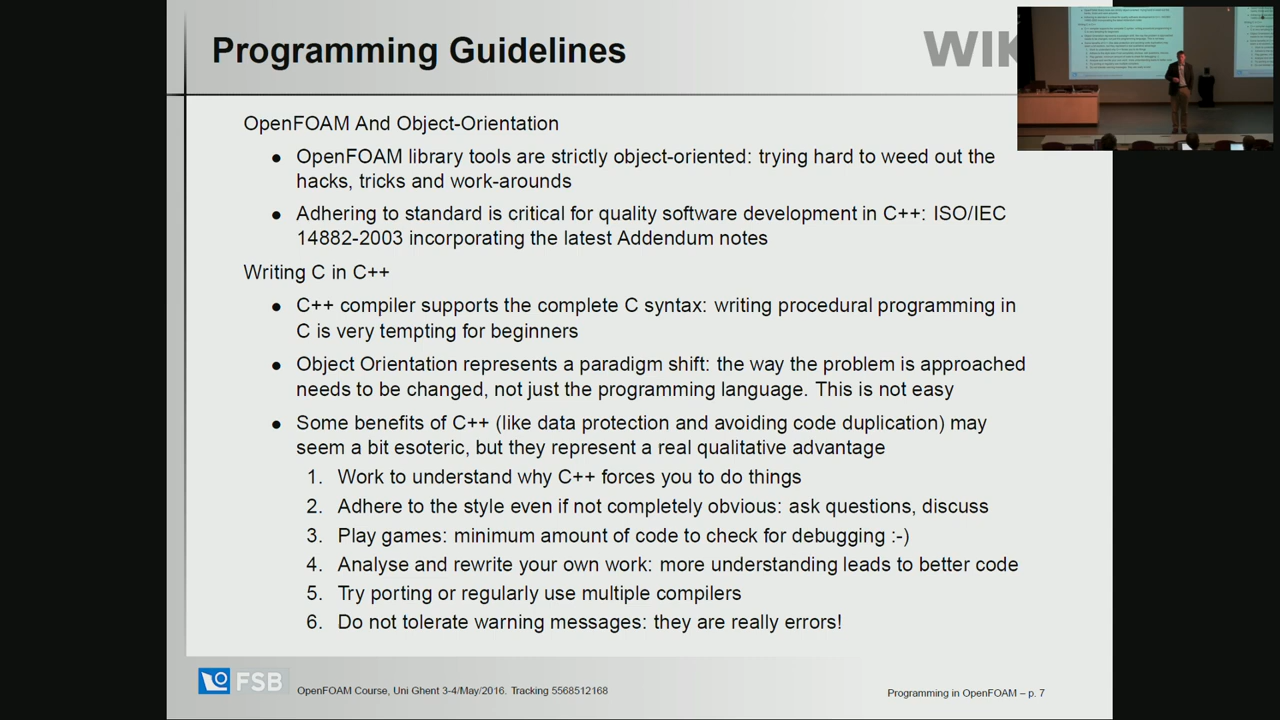 Programming Guidelines
WIK
OpenFOAM And Object-Orientation
● OpenFOAM library tools are strictly object-oriented: trying hard to weed out the
hacks, tricks and work-arounds
● Adhering to standard is critical for quality software development in C++: ISO/IEC
14882-2003 incorporating the latest Addendum notes
Writing C in C++
● C++ compiler supports the complete C syntax: writing procedural programming in
C is very tempting for beginners
● Object Orientation represents a paradigm shift: the way the problem is approached
needs to be changed, not just the programming language. This is not easy
● Some benefits of C++ (like data protection and avoiding code duplication) may
seem a bit esoteric, but they represent a real qualitative advantage
1. Work to understand why C++ forces you to do things
2. Adhere to the style even if not completely obvious: ask questions, discuss
3. Play games: minimum amount of code to check for debugging :-)
4. Analyse and rewrite your own work: more understanding leads to better code
5. Try porting or regularly use multiple compilers
6. Do not tolerate warning messages: they are really errors!
FSB
OpenFOAM Course, Uni Ghent 3-4/May/2016. Tracking 5568512168
Programming in OpenFOAM – p. 7